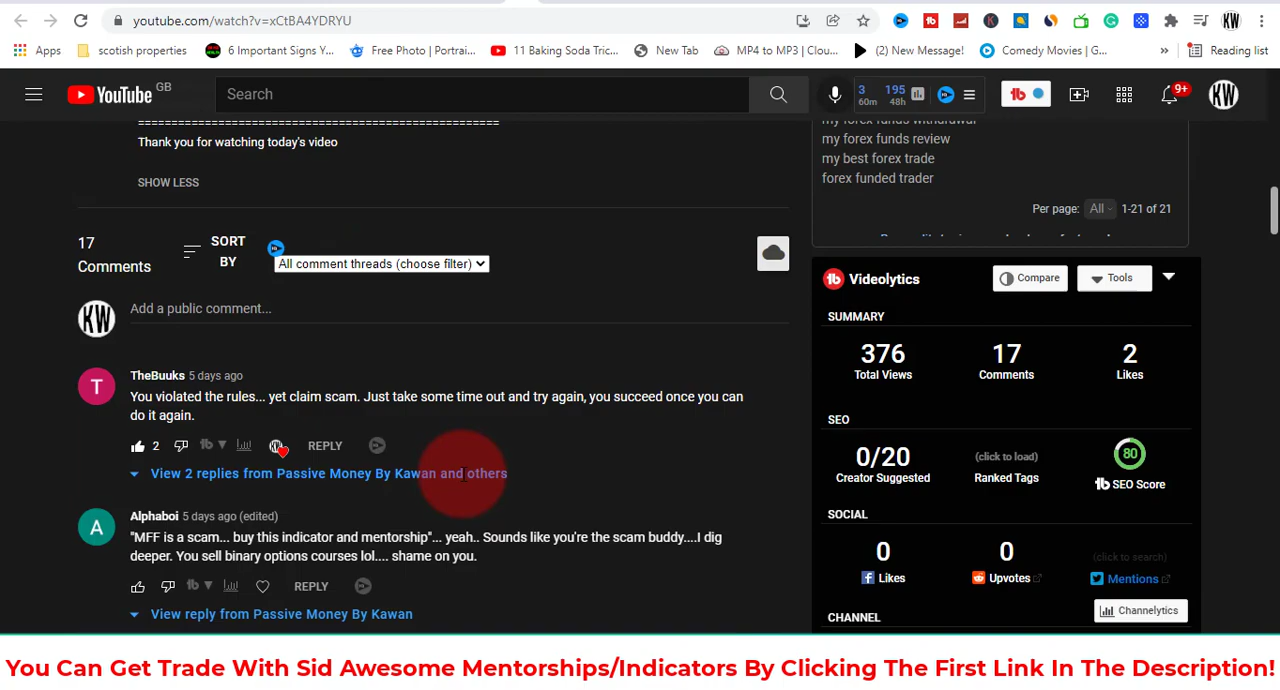 youtube.com/watch?v=xCtBA4YDRYU
KW
Apps scotish properties 6 Important Signs Y... Free Photo | Portrai... 11 Baking Soda Tric... New Tab MP4 to MP3 | Clou... (2) New Message! Comedy Movies | G... » Reading list
YouTube GB
Search
3 60m 195 48h
9+
KW
==================================================
Thank you for watching today's video
SHOW LESS
17 Comments
SORT BY
All comment threads (choose filter)
KW
Add a public comment...
T
TheBuuks 5 days ago
You violated the rules... yet claim scam. Just take some time out and try again, you succeed once you can
do it again.
2 REPLY
View 2 replies from Passive Money By Kawan and others
A
Alphaboi 5 days ago (edited)
"MFF is a scam... buy this indicator and mentorship"... yeah.. Sounds like you're the scam buddy....I dig
deeper. You sell binary options courses lol.... shame on you.
REPLY
View reply from Passive Money By Kawan
my forex funds withdrawal
my forex funds review
my best forex trade
forex funded trader
Per page: All 1-21 of 21
Videolytics Compare Tools
SUMMARY
376 17 2
Total Views Comments Likes
SEO
0/20 (click to load) 80
Creator Suggested Ranked Tags SEO Score
SOCIAL
0 0 (click to search)
Likes Upvotes Mentions
CHANNEL Channelytics
You Can Get Trade With Sid Awesome Mentorships/Indicators By Clicking The First Link In The Description!